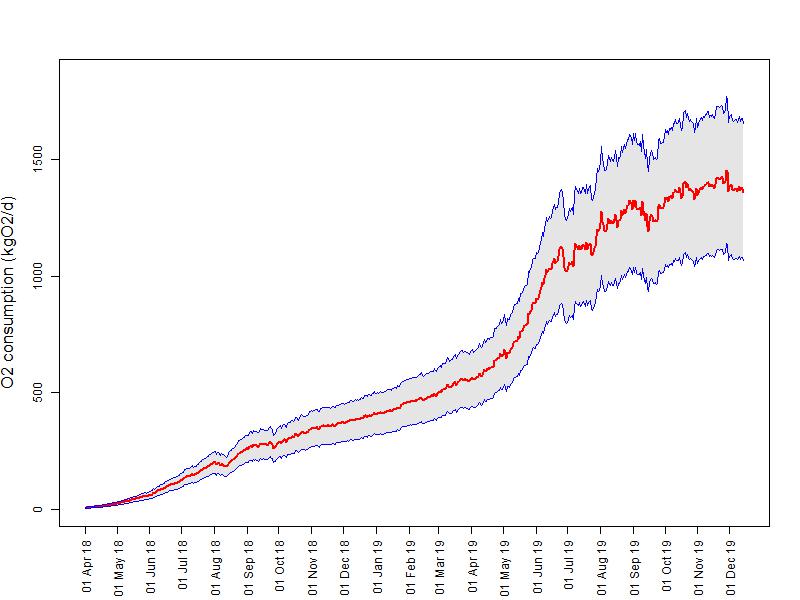 O2 consumption (kgO2/d)
1500
1000
500
0
01 Apr 18
01 May 18
01 Jun 18
01 Jul 18
01 Aug 18
01 Sep 18
01 Oct 18
01 Nov 18
01 Dec 18
01 Jan 19
01 Feb 19
01 Mar 19
01 Apr 19
01 May 19
01 Jun 19
01 Jul 19
01 Aug 19
01 Sep 19
01 Oct 19
01 Nov 19
01 Dec 19